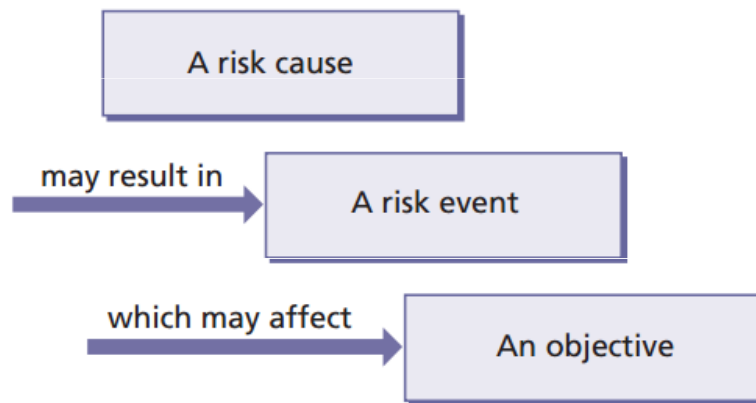 A risk cause
may result in
A risk event
which may affect
An objective